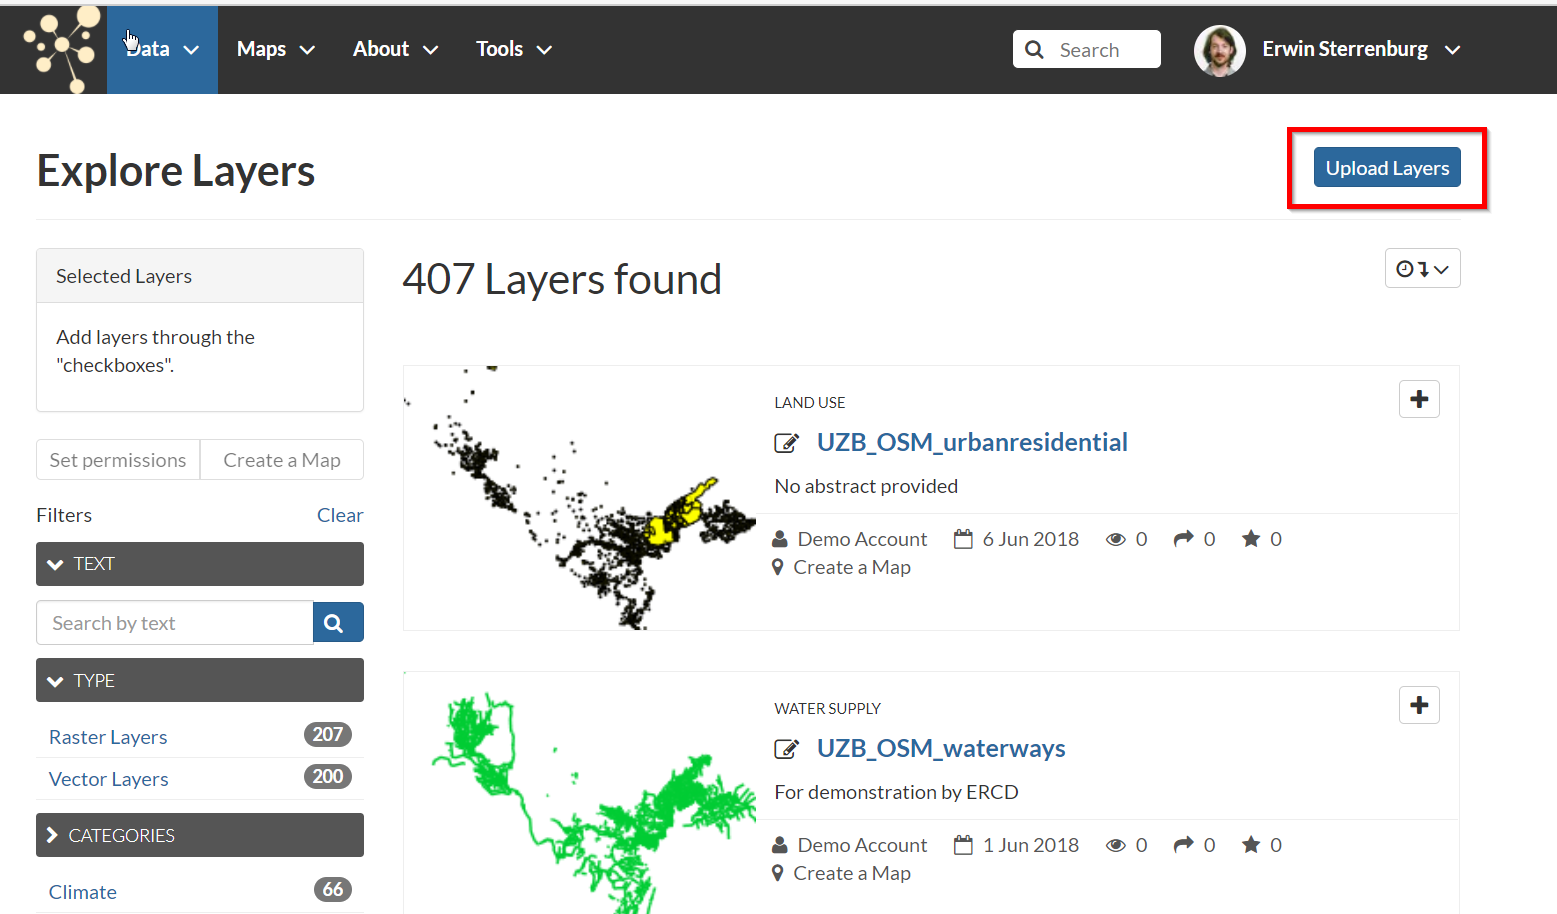 Data Maps About Tools Search Erwin Sterrenburg
Explore Layers
Upload Layers
Selected Layers
Add layers through the
"checkboxes".
Set permissions Create a Map
Filters Clear
TEXT
Search by text
TYPE
Raster Layers 207
Vector Layers 200
CATEGORIES
Climate 66
407 Layers found
LAND USE
UZB_OSM_urbanresidential
No abstract provided
Demo Account 6 Jun 2018 0 0 0
Create a Map
WATER SUPPLY
UZB_OSM_waterways
For demonstration by ERCD
Demo Account 1 Jun 2018 0 0 0
Create a Map